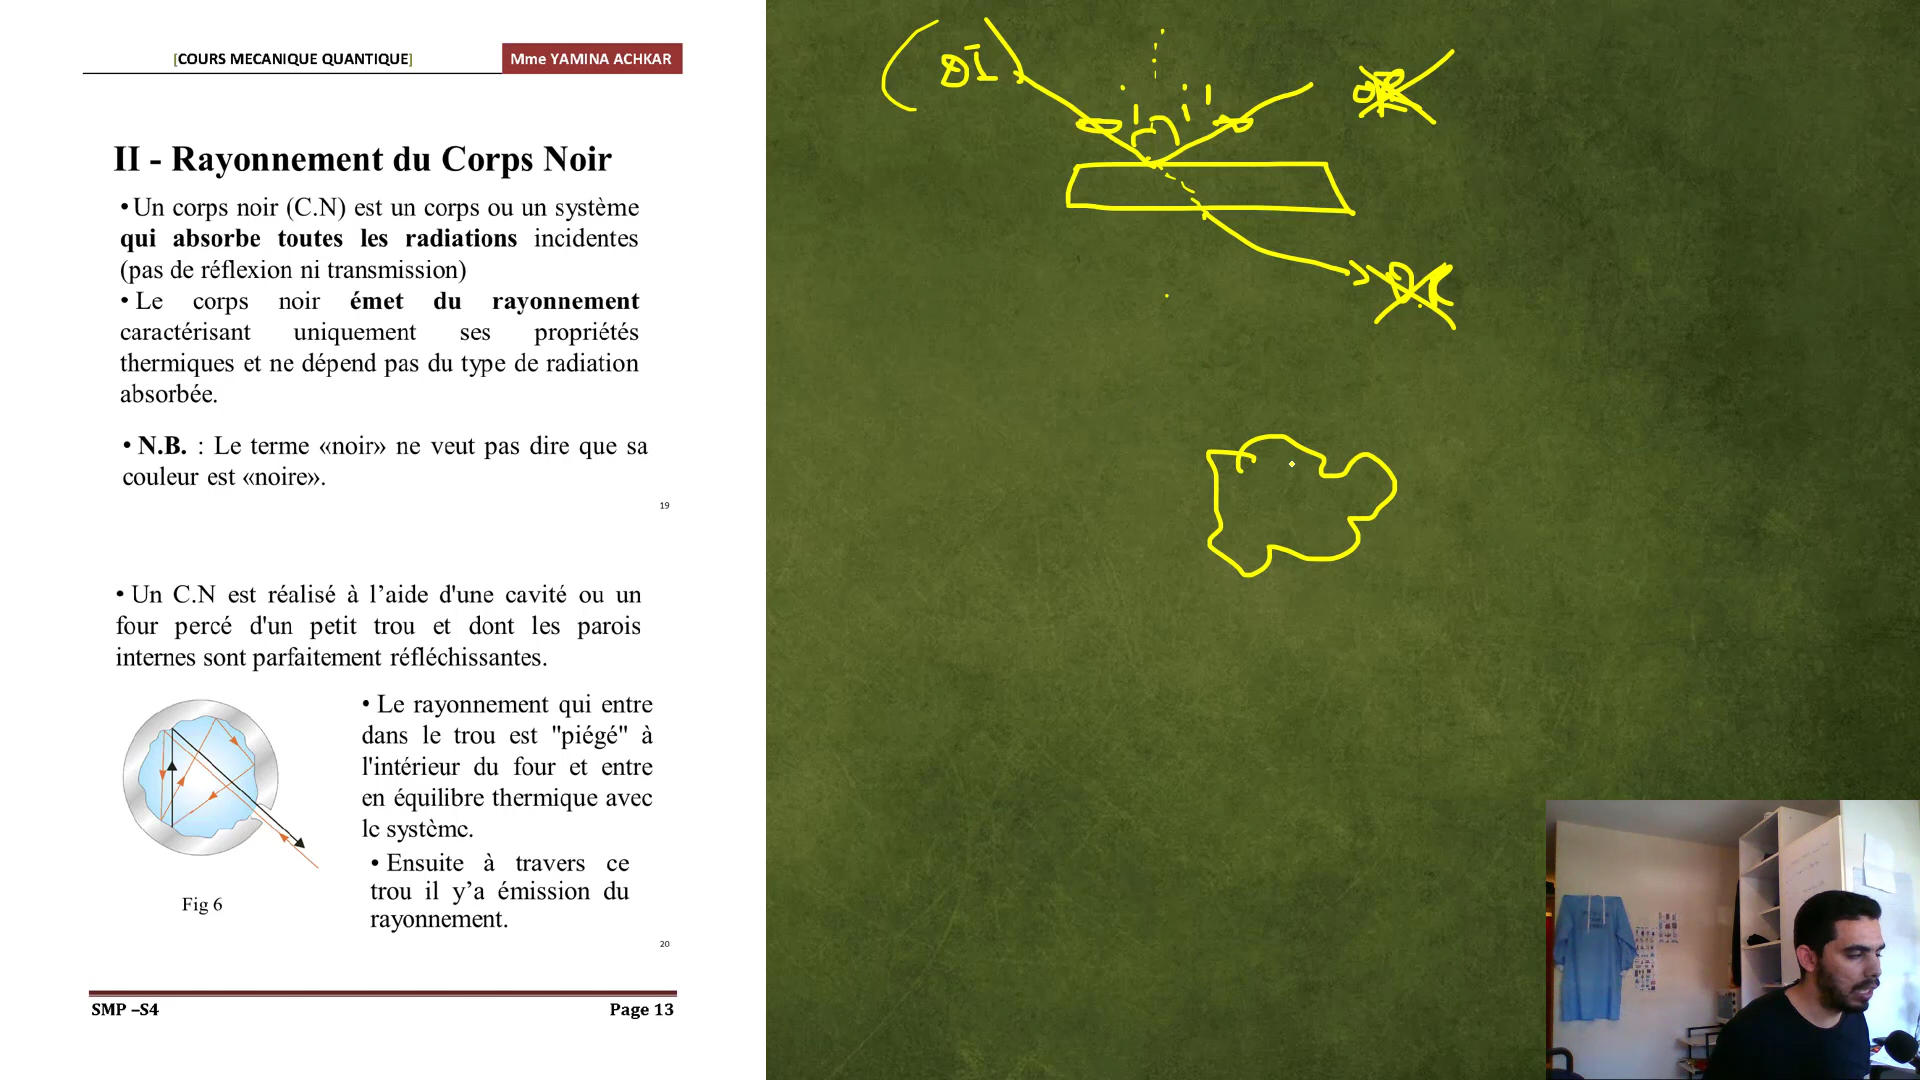 [COURS MECANIQUE QUANTIQUE]
Mme YAMINA ACHKAR
II - Rayonnement du Corps Noir
•Un corps noir (C.N) est un corps ou un système
qui absorbe toutes les radiations incidentes
(pas de réflexion ni transmission)
• Le corps noir émet du rayonnement
caractérisant uniquement ses propriétés
thermiques et ne dépend pas du type de radiation
absorbée.
• N.B. : Le terme «noir» ne veut pas dire que sa
couleur est «noire».
19
• Un C.N est réalisé à l’aide d'une cavité ou un
four percé d'un petit trou et dont les parois
internes sont parfaitement réfléchissantes.
• Le rayonnement qui entre
dans le trou est "piégé" à
l'intérieur du four et entre
en équilibre thermique avec
le système.
• Ensuite à travers ce
trou il y’a émission du
rayonnement.
Fig 6
20
SMP –S4
Page 13